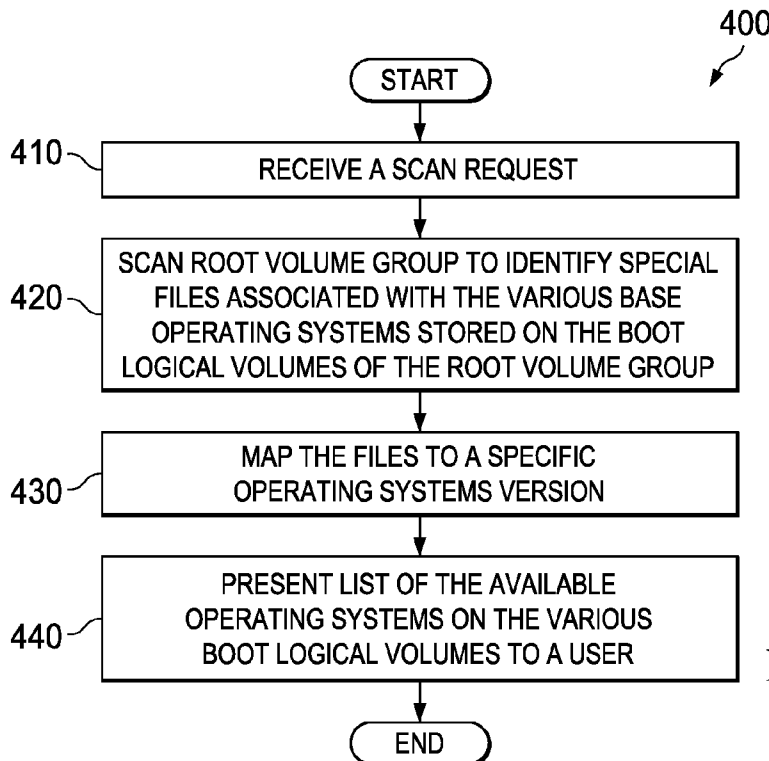 400
START
410
RECEIVE A SCAN REQUEST
420
SCAN ROOT VOLUME GROUP TO IDENTIFY SPECIAL
FILES ASSOCIATED WITH THE VARIOUS BASE
OPERATING SYSTEMS STORED ON THE BOOT
LOGICAL VOLUMES OF THE ROOT VOLUME GROUP
430
MAP THE FILES TO A SPECIFIC
OPERATING SYSTEMS VERSION
440
PRESENT LIST OF THE AVAILABLE
OPERATING SYSTEMS ON THE VARIOUS
BOOT LOGICAL VOLUMES TO A USER
END